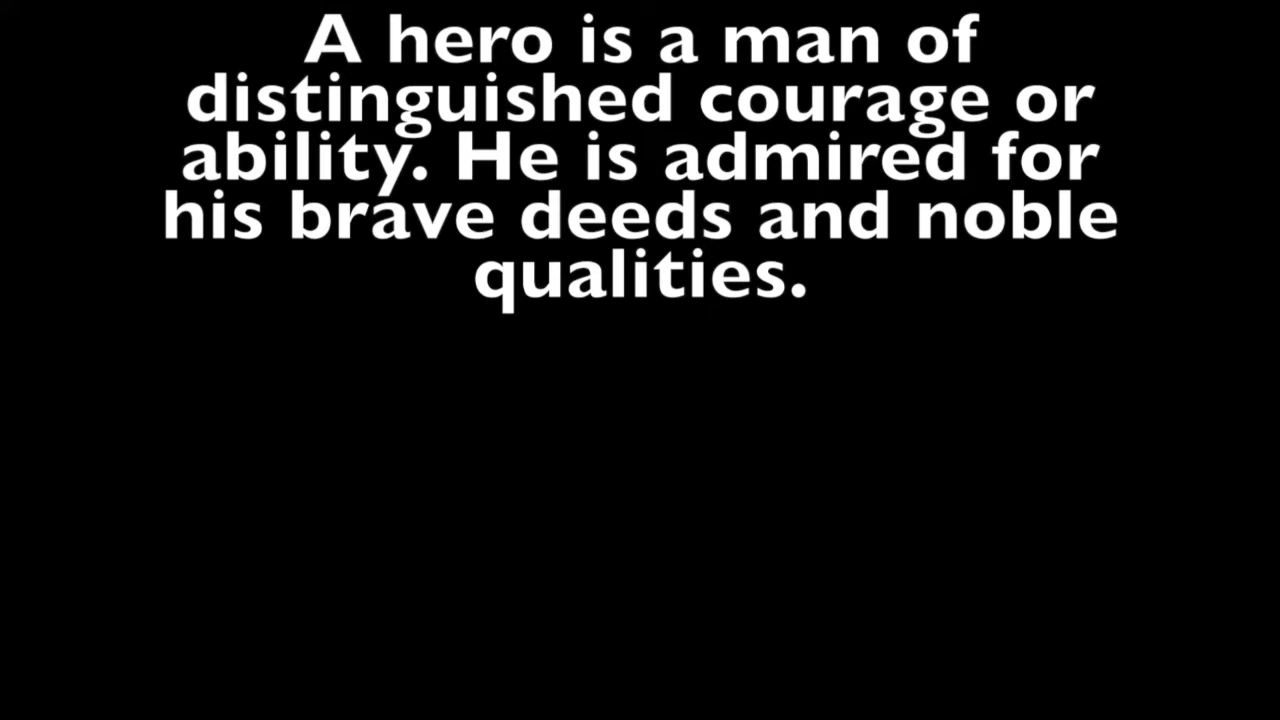 A hero is a man of
distinguished courage or
ability. He is admired for
his brave deeds and noble
qualities.